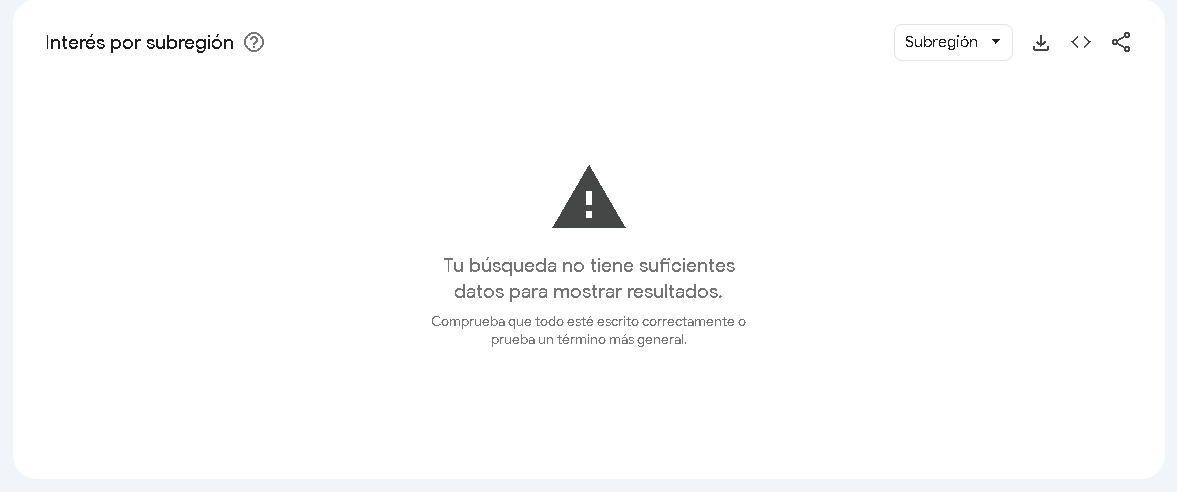 Interés por subregión
Subregión
Tu búsqueda no tiene suficientes
datos para mostrar resultados.
Comprueba que todo esté escrito correctamente o
prueba un término más general.